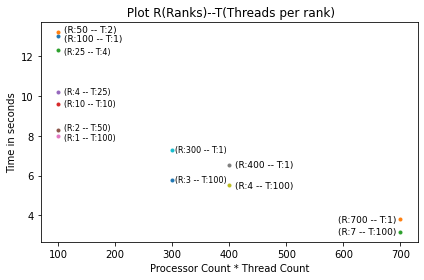 Plot R(Ranks)--T(Threads per rank)
(R:50 -- T:2)
(R:100 -- T:1)
(R:25 -- T:4)
(R:4 -- T:25)
(R:10 -- T:10)
(R:2 -- T:50)
(R:1 -- T:100)
(R:300 -- T:1)
(R:400 -- T:1)
(R:3 -- T:100)
(R:4 -- T:100)
(R:700 -- T:1)
(R:7 -- T:100)
12
10
8
6
4
Time in seconds
100 200 300 400 500 600 700
Processor Count * Thread Count